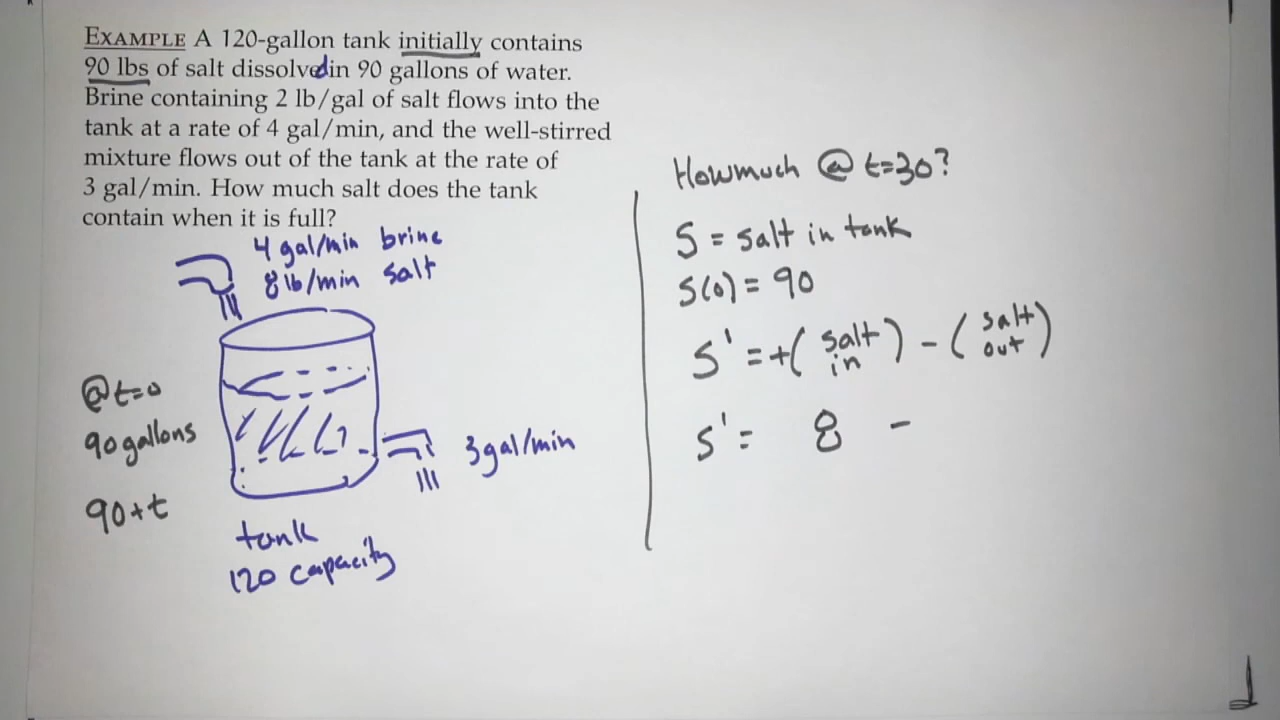 EXAMPLE A 120-gallon tank initially contains
90 lbs of salt dissolved in 90 gallons of water.
Brine containing 2 lb/gal of salt flows into the
tank at a rate of 4 gal/min, and the well-stirred
mixture flows out of the tank at the rate of
3 gal/min. How much salt does the tank
contain when it is full?
4 gal/min brine
8 lb/min salt
@t=0
90 gallons
90+t
3 gal/min
tank
120 capacity
How much @ t=30?
S = salt in tank
S(0) = 90
S' = +(salt in) - (salt out)
S' = 8 -